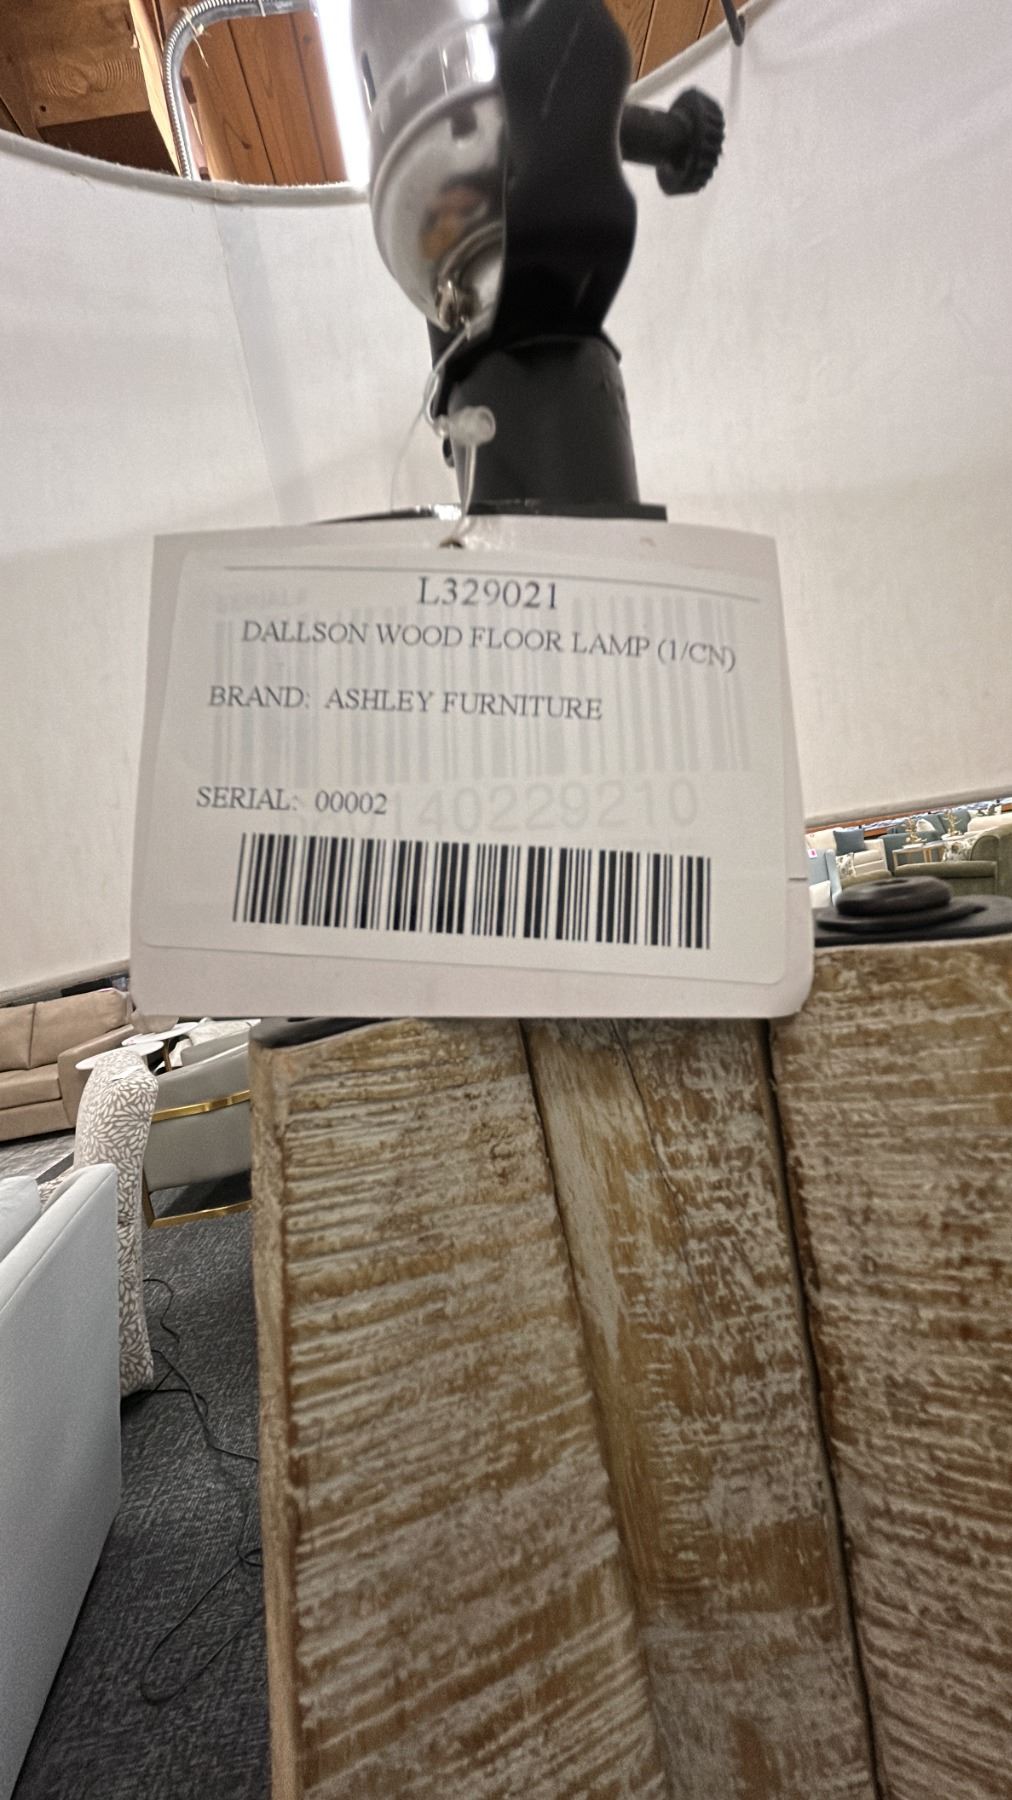 L329021
DALLSON WOOD FLOOR LAMP (1/CN)
BRAND: ASHLEY FURNITURE
SERIAL: 00002